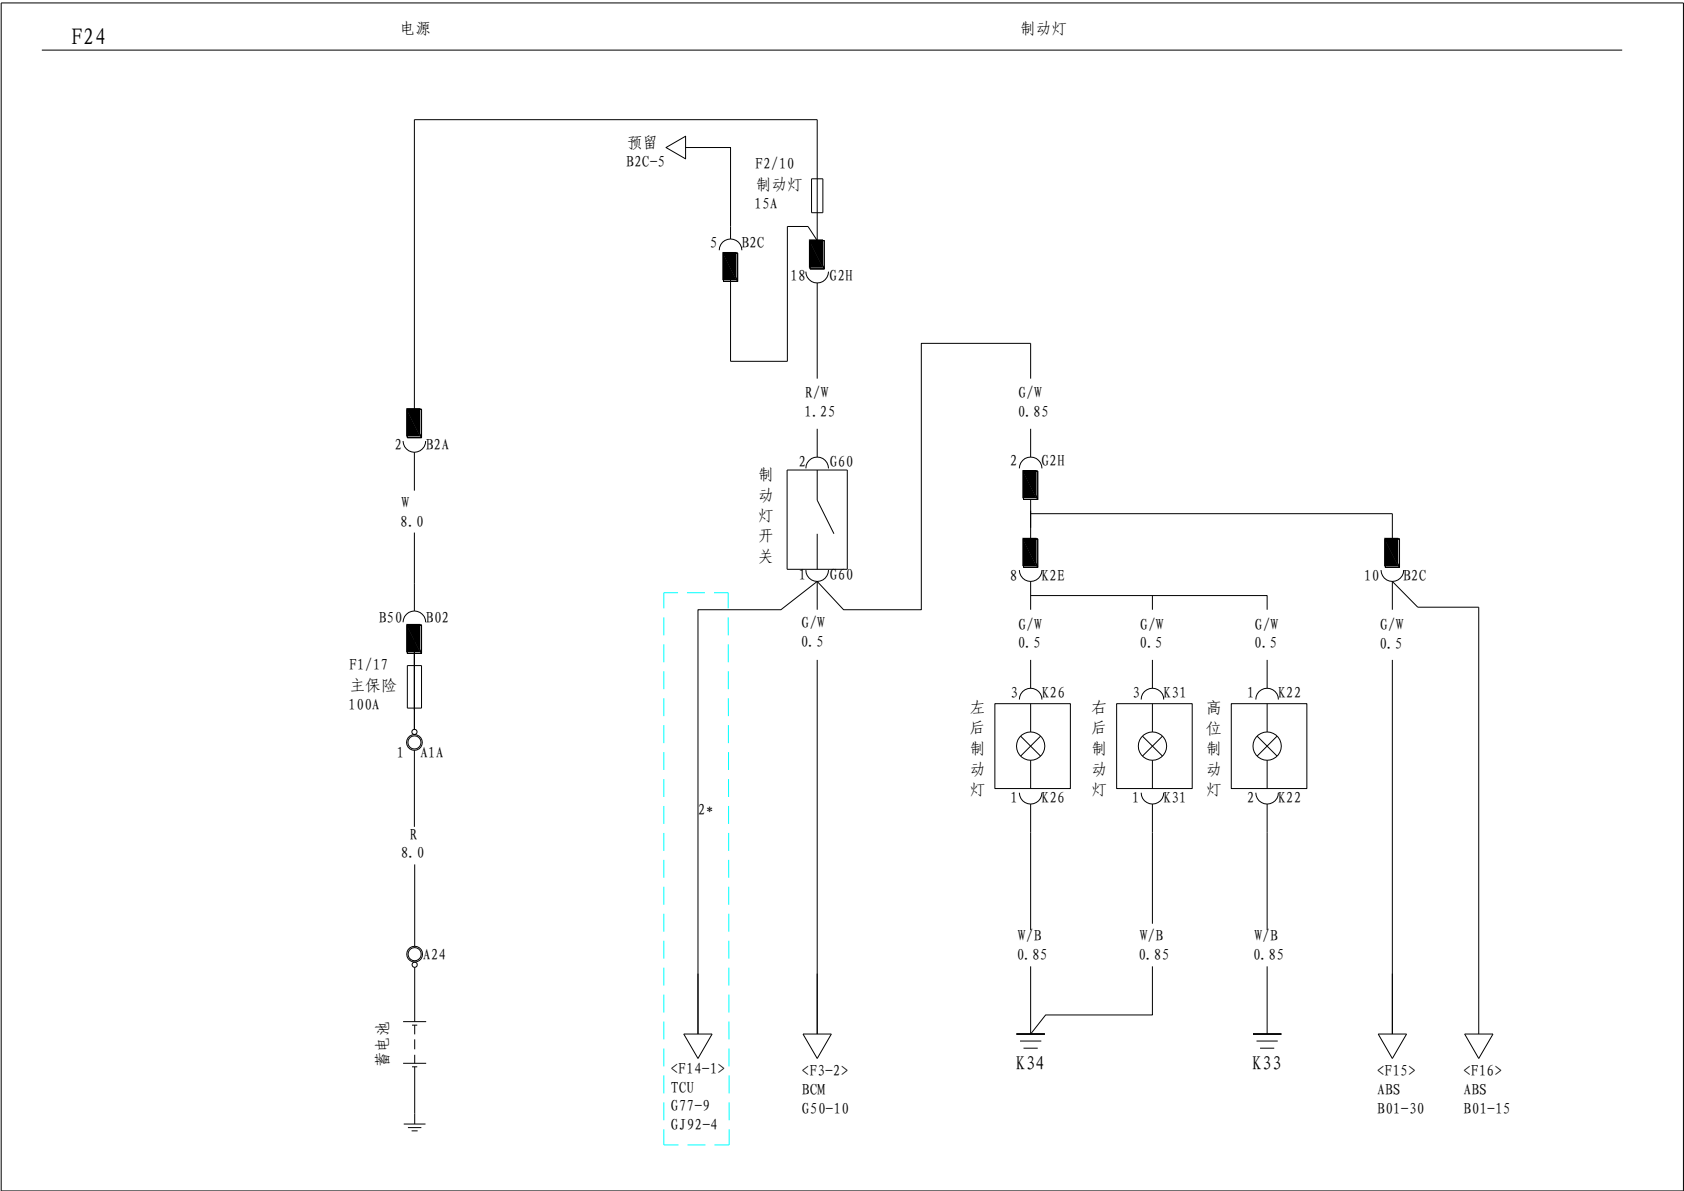 F24
电源
制动灯
预留
B2C-5
F2/10
制动灯
15A
5
B2C
18
G2H
R/W
1.25
G/W
0.85
2
B2A
2
G60
2
G2H
制动灯开关
W
8.0
1
G60
8
K2E
10
B2C
B50
B02
G/W
0.5
G/W
0.5
G/W
0.5
G/W
0.5
G/W
0.5
F1/17
主保险
100A
3
K26
3
K31
1
K22
左后制动灯
右后制动灯
高位制动灯
1
A1A
1
K26
1
K31
2
K22
2*
R
8.0
W/B
0.85
W/B
0.85
W/B
0.85
A24
蓄电池
<F14-1>
TCU
G77-9
GJ92-4
<F3-2>
BCM
G50-10
K34
K33
<F15>
ABS
B01-30
<F16>
ABS
B01-15